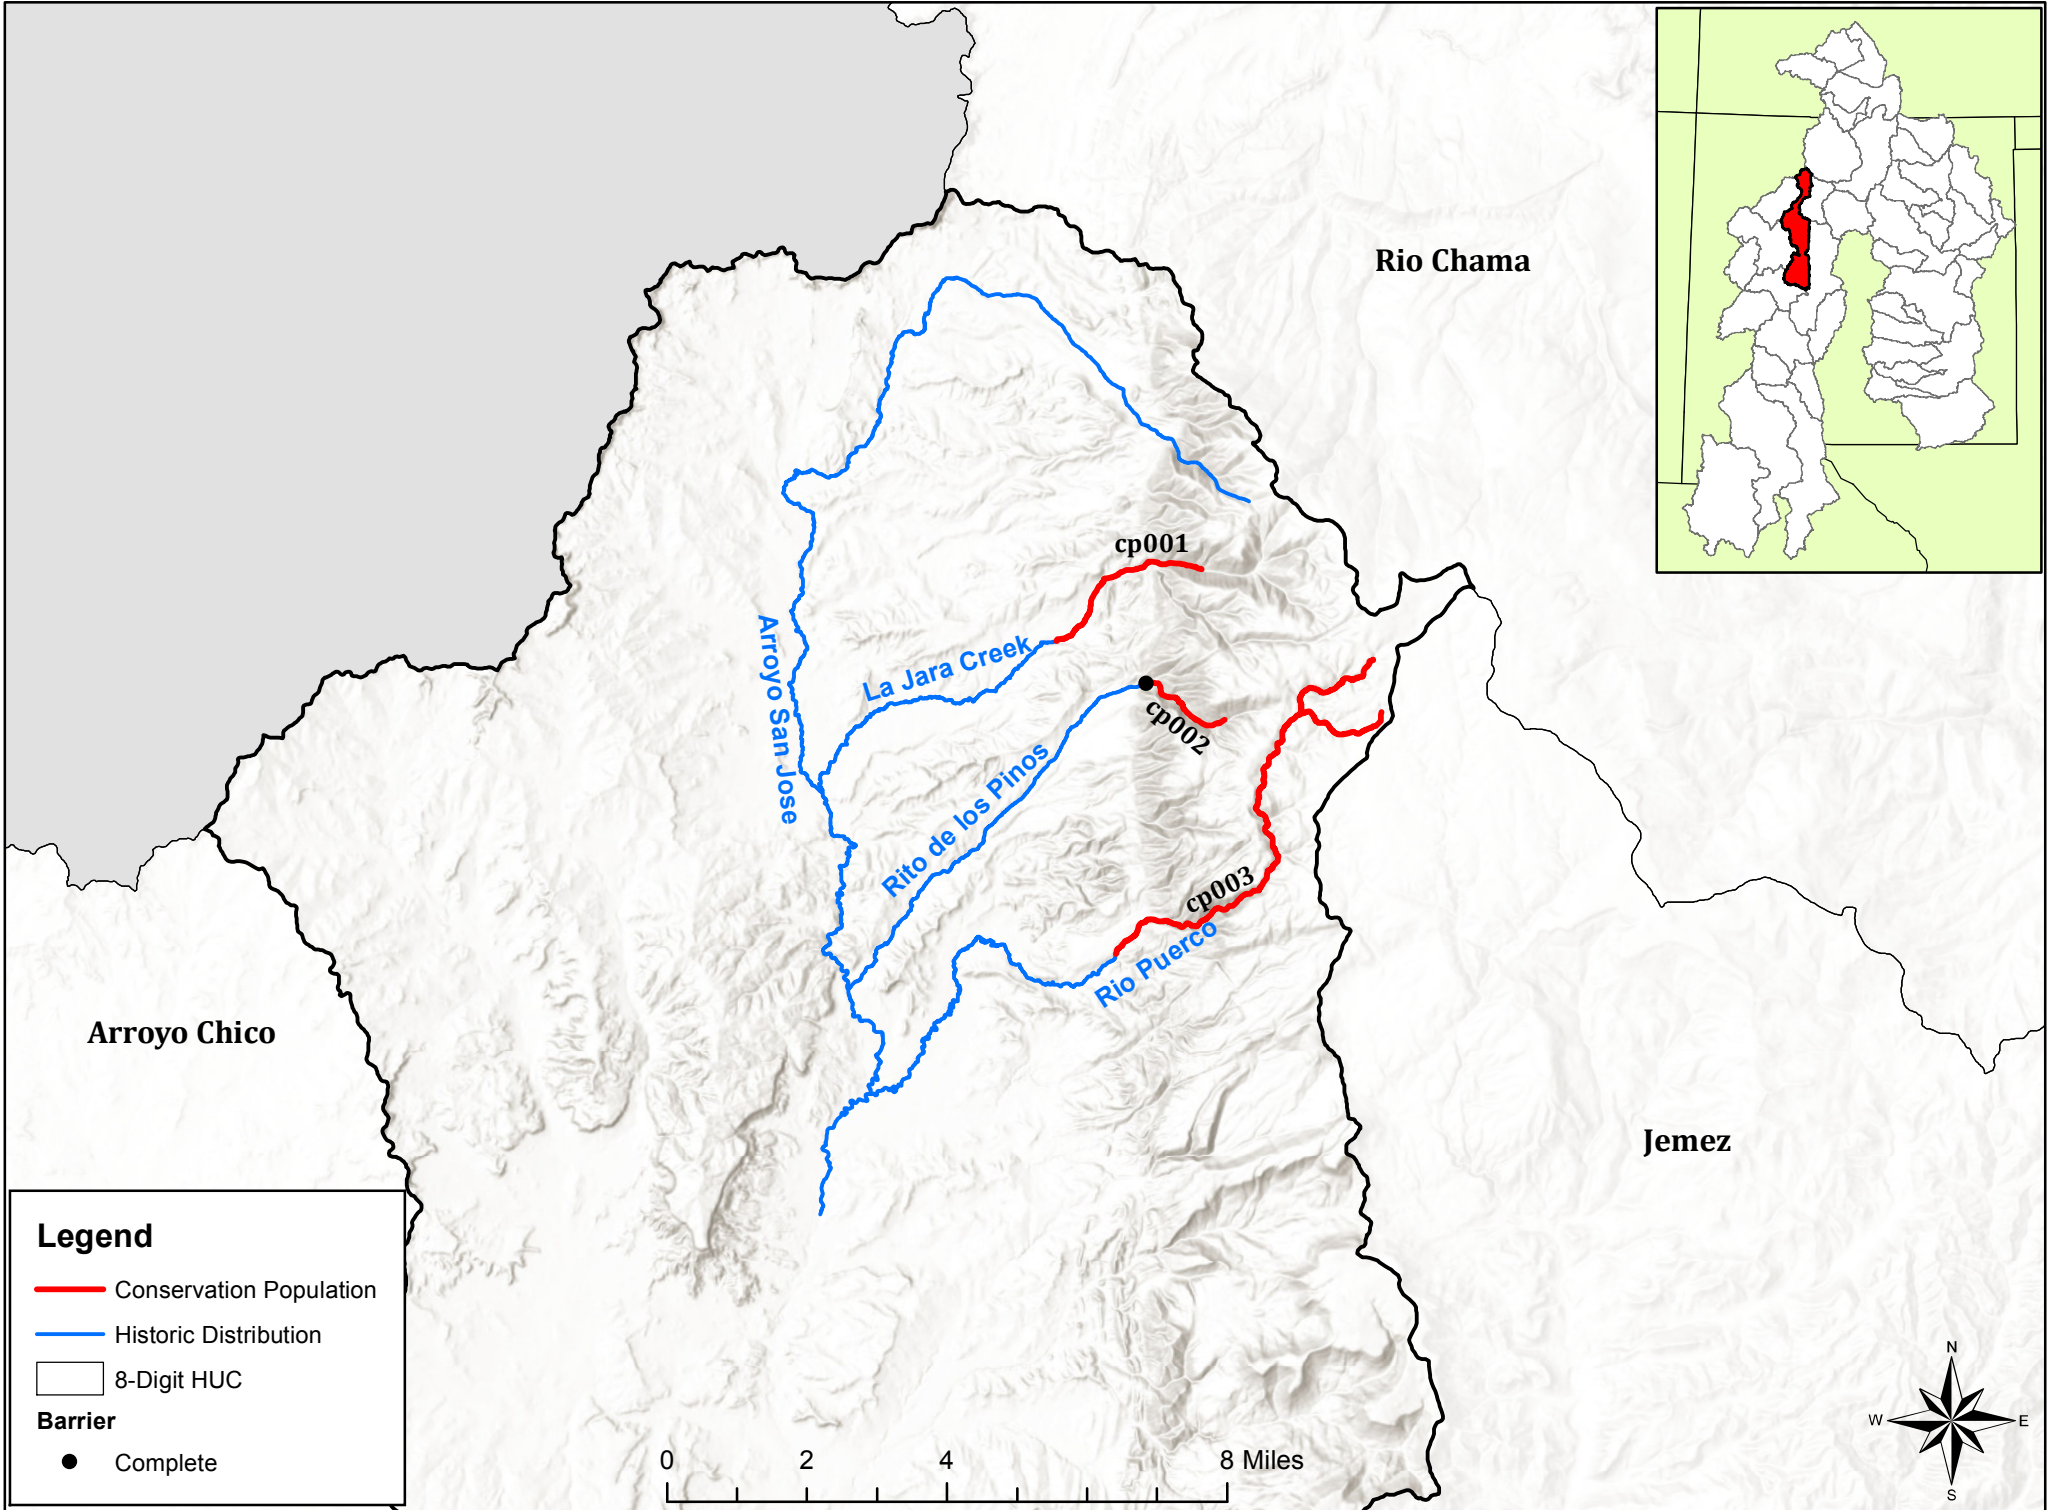 Rio Chama
cp001
Arroyo San Jose
La Jara Creek
cp002
Rito de los Pinos
cp003
Rio Puerco
Arroyo Chico
Jemez
Legend
Conservation Population
Historic Distribution
8-Digit HUC
Barrier
Complete
0 2 4 8 Miles
N
W E
S